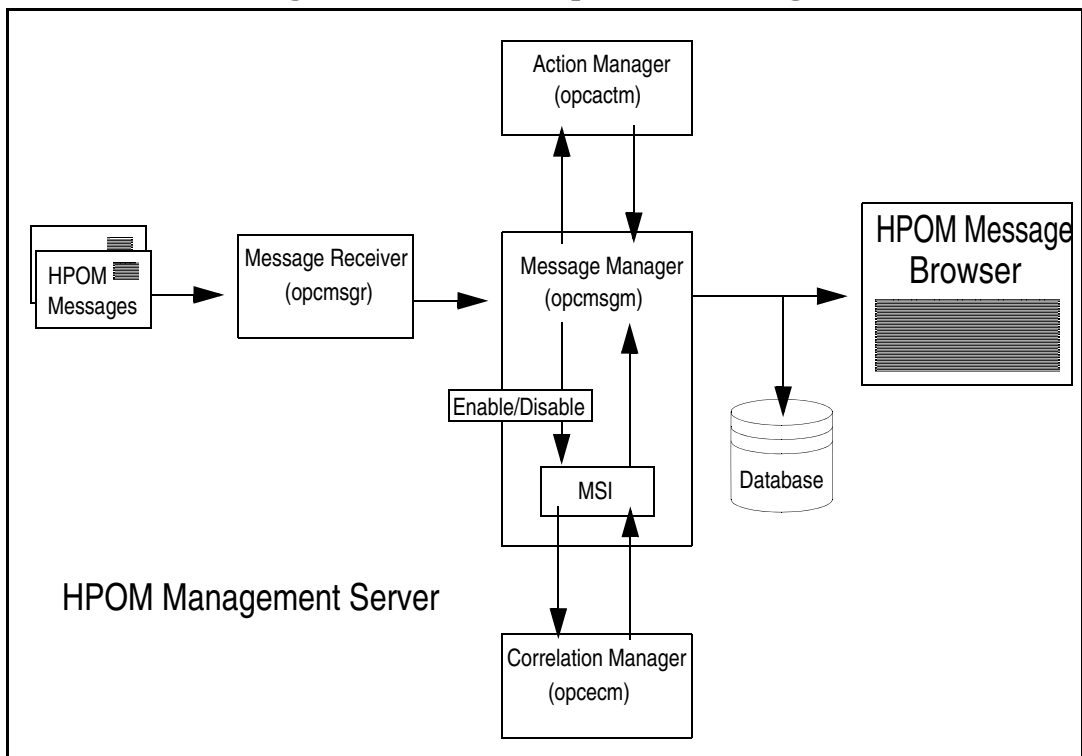 Action Manager
(opcactm)
HPOM
Messages
Message Receiver
(opcmsgr)
Message Manager
(opcmsgm)
HPOM Message
Browser
Enable/Disable
MSI
Database
HPOM Management Server
Correlation Manager
(opcecm)